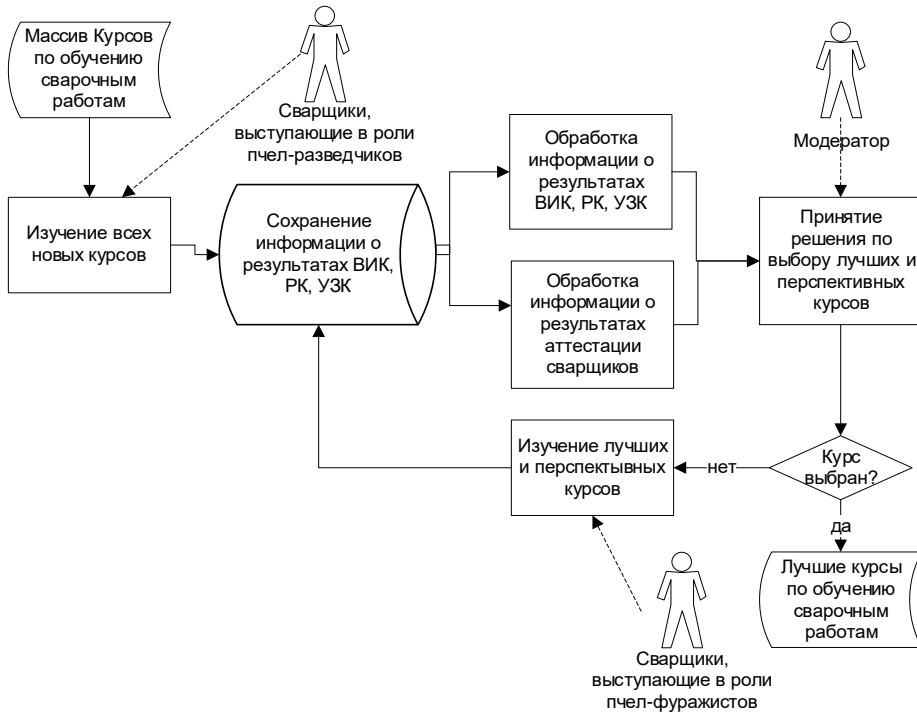 Массив Курсов
по обучению
сварочным
работам
Сварщики,
выступающие в роли
пчел-разведчиков
Модератор
Изучение всех
новых курсов
Сохранение
информации о
результатах ВИК,
РК, УЗК
Обработка
информации о
результатах
ВИК, РК, УЗК
Обработка
информации о
результатах
аттестации
сварщиков
Принятие
решения по
выбору лучших и
перспективных
курсов
Курс
выбран?
нет
да
Изучение лучших
и перспектывных
курсов
Сварщики,
выступающие в роли
пчел-фуражистов
Лучшие курсы
по обучению
сварочным
работам